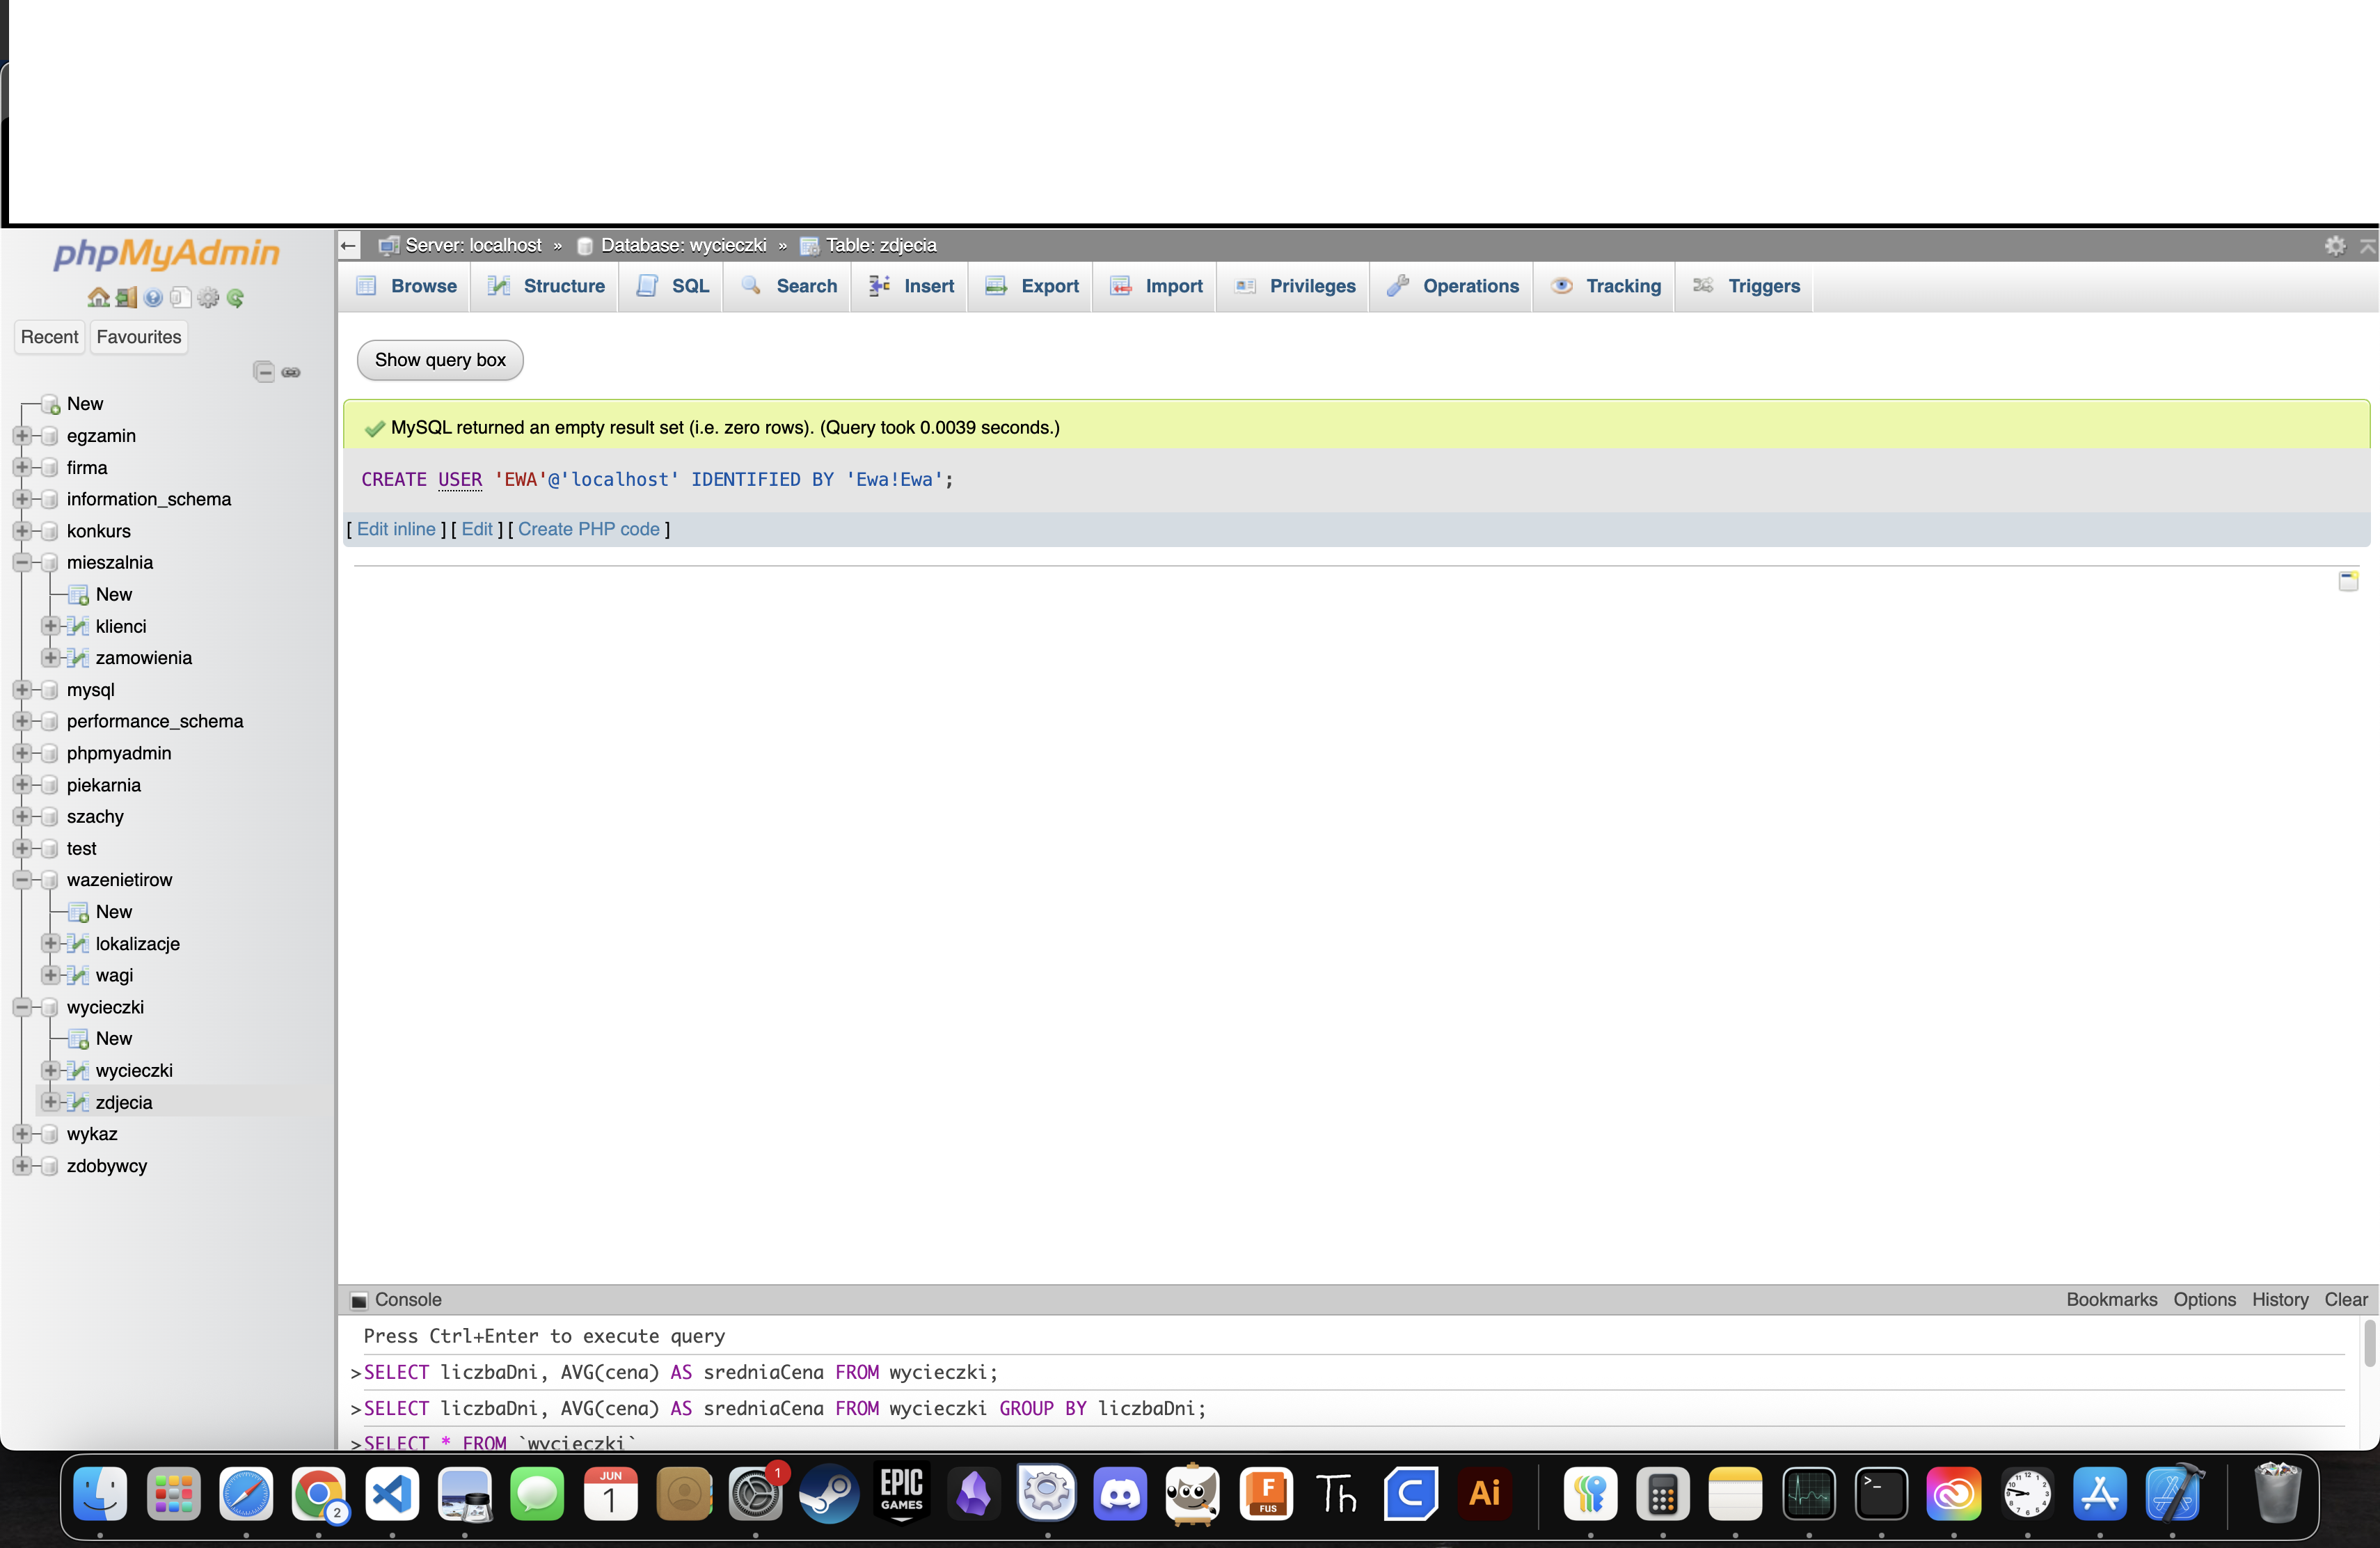 phpMyAdmin
Recent Favourites
New
egzamin
firma
information_schema
konkurs
mieszalnia
New
klienci
zamowienia
mysql
performance_schema
phpmyadmin
piekarnia
szachy
test
wazenietirow
New
lokalizacje
wagi
wycieczki
New
wycieczki
zdjecia
wykaz
zdobywcy
Server: localhost » Database: wycieczki » Table: zdjecia
Browse Structure SQL Search Insert Export Import Privileges Operations Tracking Triggers
Show query box
MySQL returned an empty result set (i.e. zero rows). (Query took 0.0039 seconds.)
CREATE USER 'EWA'@'localhost' IDENTIFIED BY 'Ewa!Ewa';
[ Edit inline ] [ Edit ] [ Create PHP code ]
Console Bookmarks Options History Clear
Press Ctrl+Enter to execute query
>SELECT liczbaDni, AVG(cena) AS sredniaCena FROM wycieczki;
>SELECT liczbaDni, AVG(cena) AS sredniaCena FROM wycieczki GROUP BY liczbaDni;
>SELECT * FROM `wycieczki`
2
JUN
1
1
EPIC
GAMES
F
FUS
Th
C
Ai
>_